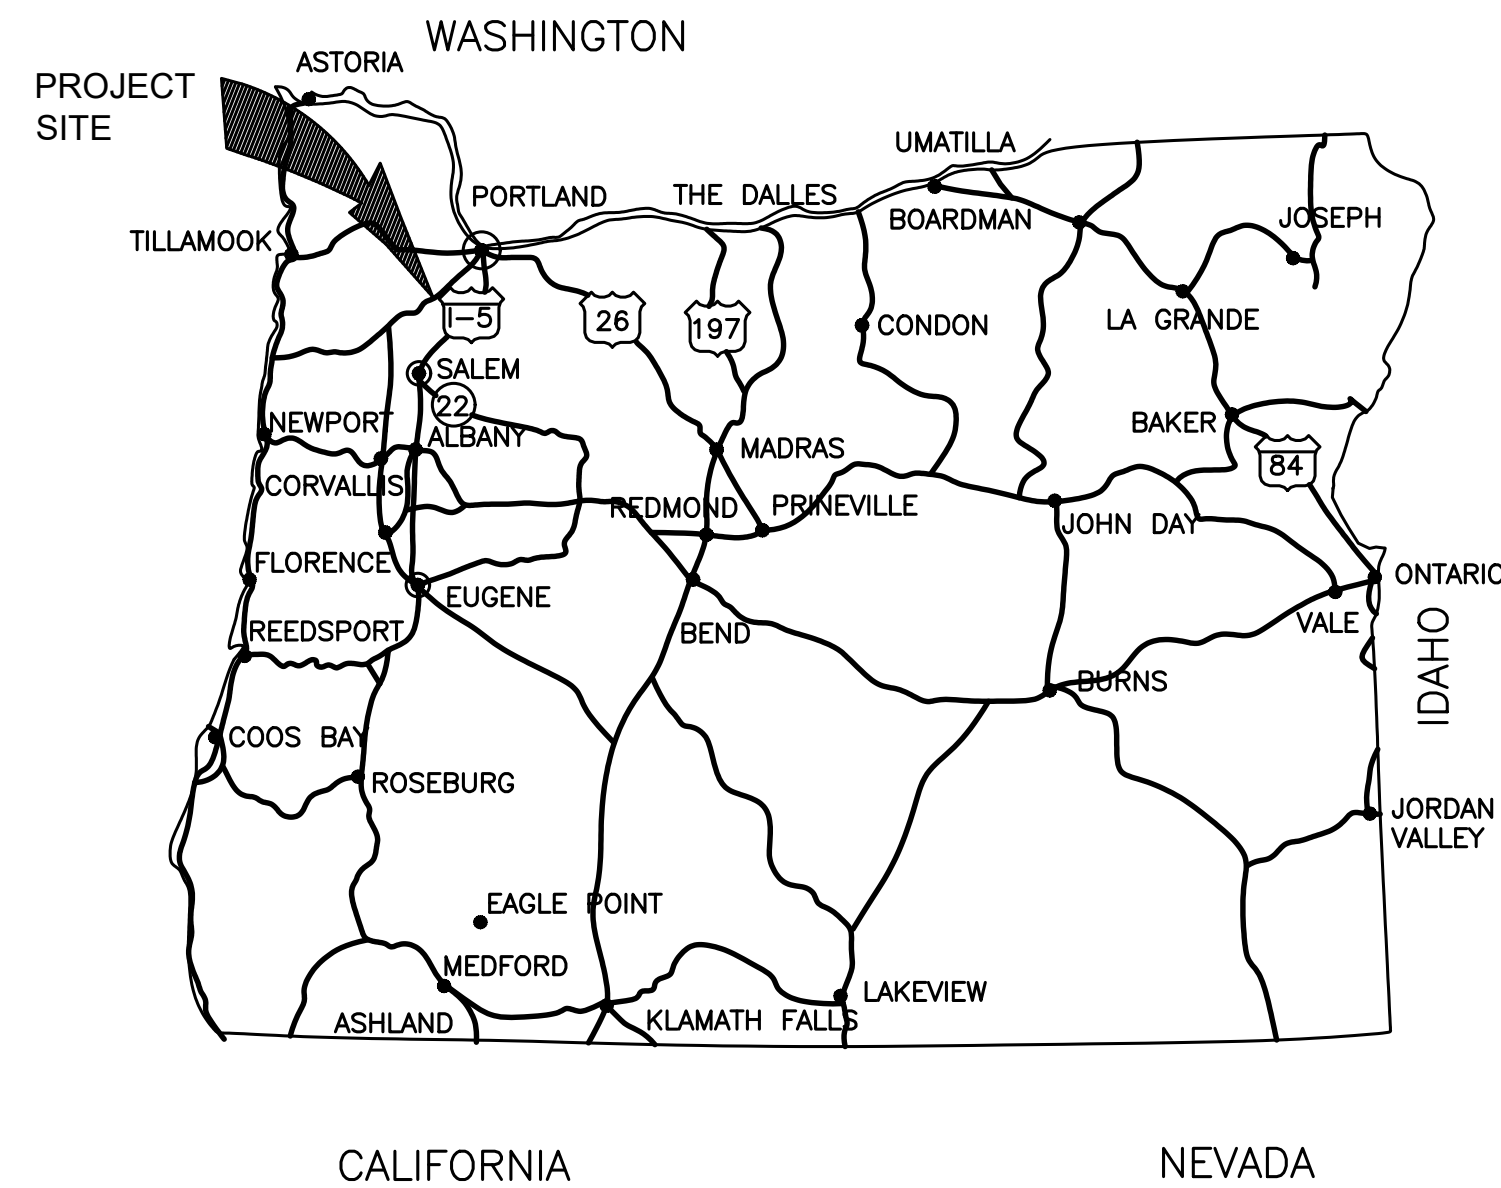 WASHINGTON
ASTORIA
PROJECT
SITE
UMATILLA
PORTLAND
THE DALLES
BOARDMAN
JOSEPH
TILLAMOOK
I-5
26
197
CONDON
LA GRANDE
SALEM
22
NEWPORT
ALBANY
BAKER
MADRAS
84
CORVALLIS
REDMOND
PRINEVILLE
JOHN DAY
FLORENCE
ONTARIO
EUGENE
VALE
REEDSPORT
BEND
IDAHO
BURNS
COOS BAY
ROSEBURG
JORDAN
VALLEY
EAGLE POINT
MEDFORD
LAKEVIEW
ASHLAND
KLAMATH FALLS
CALIFORNIA
NEVADA